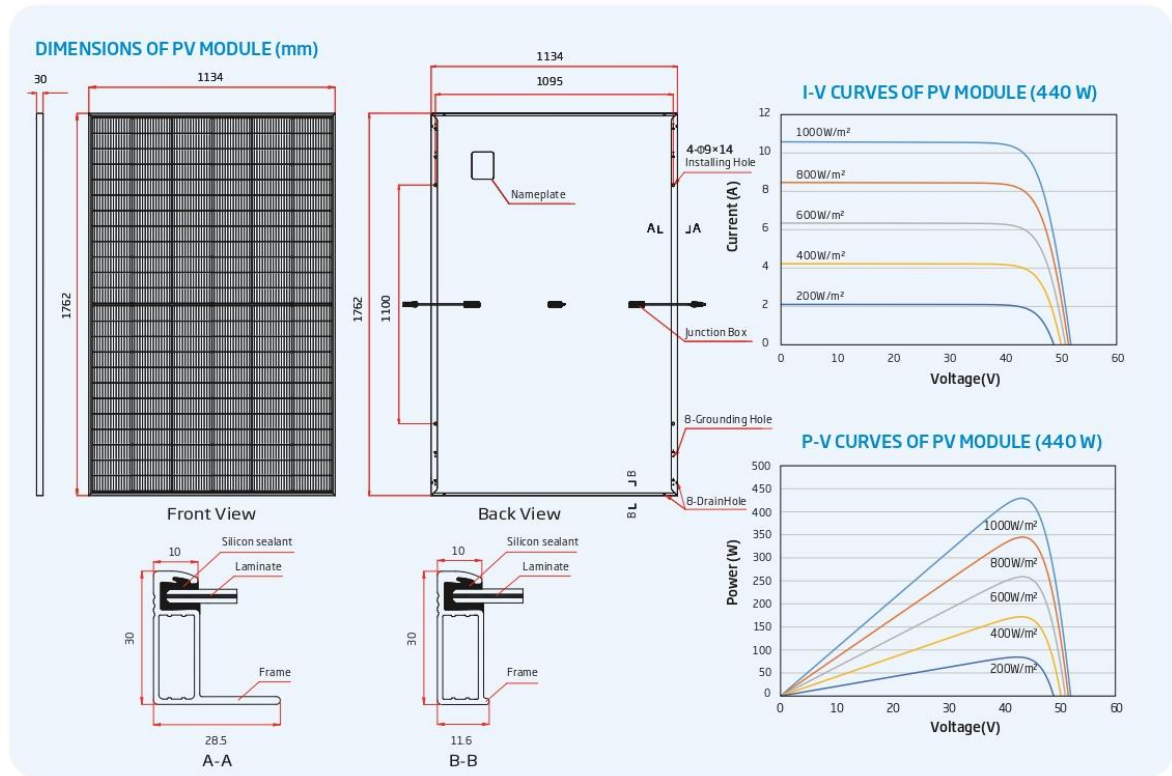 DIMENSIONS OF PV MODULE (mm)
30
1134
1762
Front View
1134
1095
1762
1100
Nameplate
4-Φ9×14
Installing Hole
A
A
Junction Box
8-Grounding Hole
B
8-DrainHole
B
Back View
10
Silicon sealant
Laminate
30
Frame
28.5
A-A
10
Silicon sealant
Laminate
30
Frame
11.6
B-B
I-V CURVES OF PV MODULE (440 W)
Current (A)
12
10
8
6
4
2
0
1000W/m²
800W/m²
600W/m²
400W/m²
200W/m²
0 10 20 30 40 50 60
Voltage(V)
P-V CURVES OF PV MODULE (440 W)
Power (W)
500
450
400
350
300
250
200
150
100
50
0
1000W/m²
800W/m²
600W/m²
400W/m²
200W/m²
0 10 20 30 40 50 60
Voltage(V)